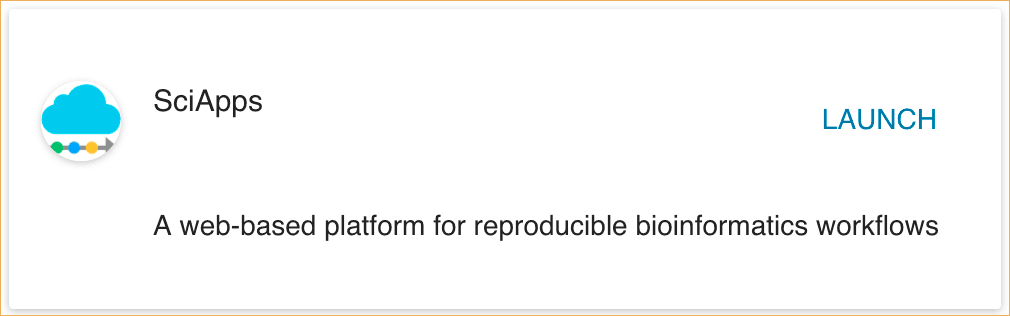 SciApps
LAUNCH
A web-based platform for reproducible bioinformatics workflows